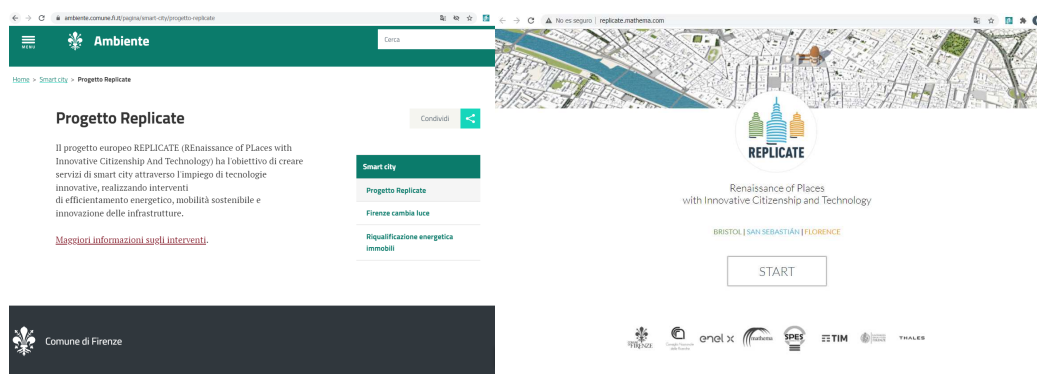 ambiente.comune.fi.it/pagina/smart-city/progetto-replicate
MENU
Ambiente
Cerca
Home > Smart city > Progetto Replicate
Progetto Replicate
Condividi
Il progetto europeo REPLICATE (REnaissance of PLaces with
Innovative Citizenship And Technology) ha l'obiettivo di creare
servizi di smart city attraverso l'impiego di tecnologie
innovative, realizzando interventi
di efficientamento energetico, mobilità sostenibile e
innovazione delle infrastrutture.
Maggiori informazioni sugli interventi.
Smart city
Progetto Replicate
Firenze cambia luce
Riqualificazione energetica
immobili
Comune di Firenze
No es seguro | replicate.mathema.com
REPLICATE
Renaissance of Places
with Innovative Citizenship and Technology
BRISTOL | SAN SEBASTIÁN | FLORENCE
START
FIRENZE
enel x
mathema
SPES
TIM
THALES